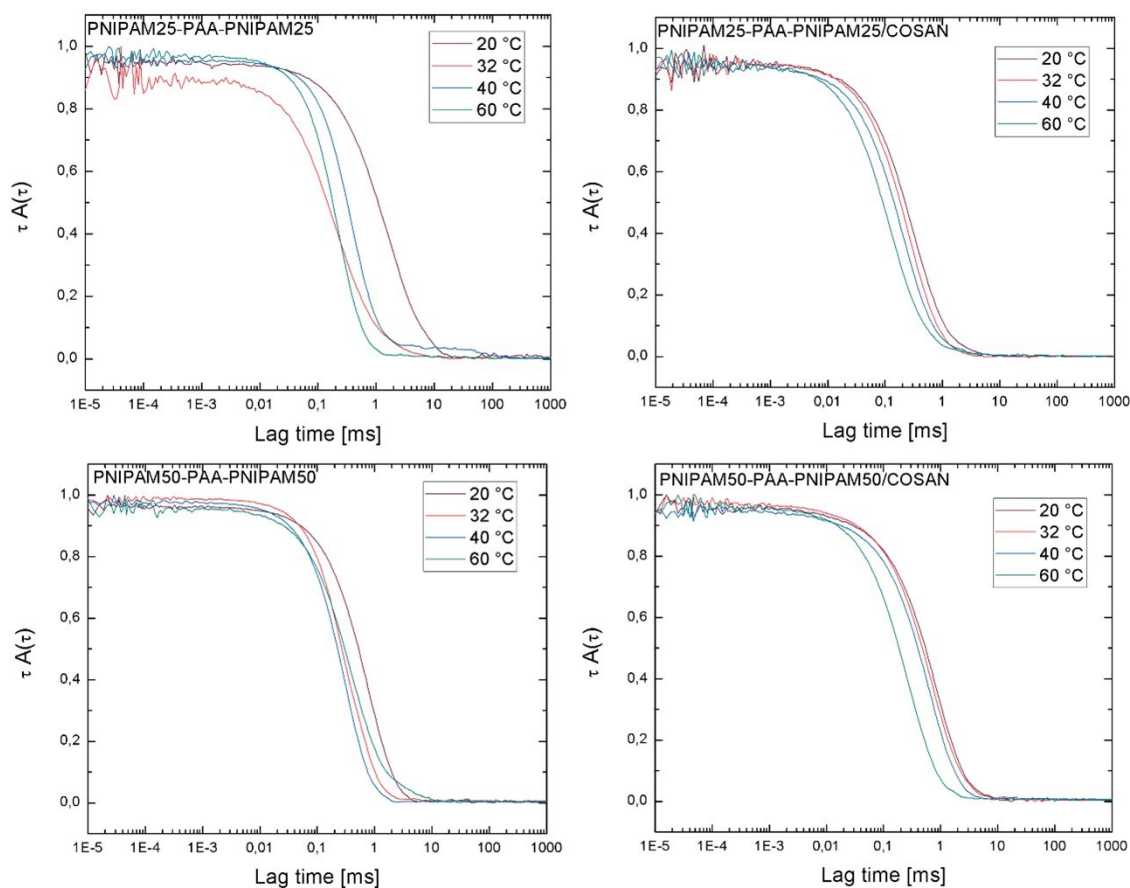 PNIPAM25-PAA-PNIPAM25
20 °C
32 °C
40 °C
60 °C
1,0
0,8
0,6
0,4
0,2
0,0
τ A(τ)
1E-5 1E-4 1E-3 0,01 0,1 1 10 100 1000
Lag time [ms]
PNIPAM25-PAA-PNIPAM25/COSAN
20 °C
32 °C
40 °C
60 °C
1,0
0,8
0,6
0,4
0,2
0,0
τ A(τ)
1E-5 1E-4 1E-3 0,01 0,1 1 10 100 1000
Lag time [ms]
PNIPAM50-PAA-PNIPAM50
20 °C
32 °C
40 °C
60 °C
1,0
0,8
0,6
0,4
0,2
0,0
τ A(τ)
1E-5 1E-4 1E-3 0,01 0,1 1 10 100 1000
Lag time [ms]
PNIPAM50-PAA-PNIPAM50/COSAN
20 °C
32 °C
40 °C
60 °C
1,0
0,8
0,6
0,4
0,2
0,0
τ A(τ)
1E-5 1E-4 1E-3 0,01 0,1 1 10 100 1000
Lag time [ms]